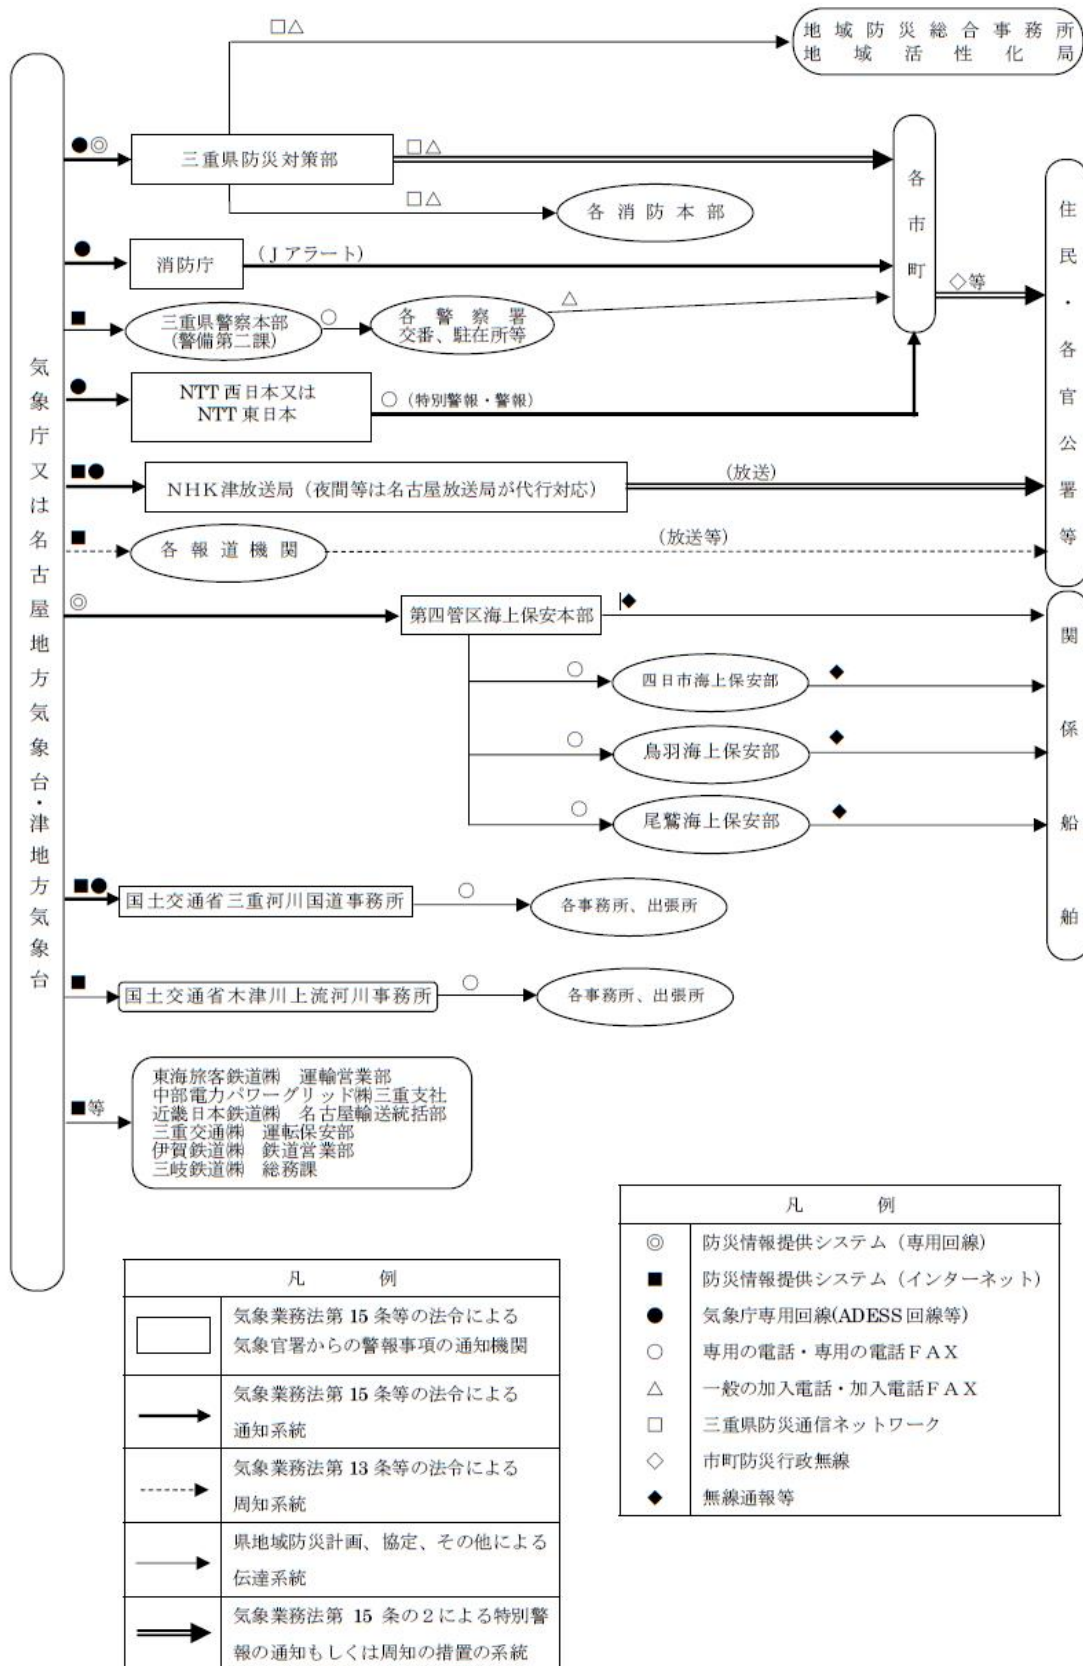 □△
地域防災総合事務所
地域活性化局
気象庁又は名古屋地方気象台・津地方気象台
●◎
三重県防災対策部
□△
各市町
住民・各官公署等
□△
各消防本部
●
消防庁
(Jアラート)
◇等
■
三重県警察本部
(警備第二課)
○
各警察署
交番、駐在所等
△
●
NTT 西日本又は
NTT 東日本
○ (特別警報・警報)
■●
NHK津放送局（夜間等は名古屋放送局が代行対応）
(放送)
■
各報道機関
(放送等)
◎
第四管区海上保安本部
◆
関係船舶
○
四日市海上保安部
◆
○
鳥羽海上保安部
◆
○
尾鷲海上保安部
◆
■●
国土交通省三重河川国道事務所
○
各事務所、出張所
■
国土交通省木津川上流河川事務所
○
各事務所、出張所
■等
東海旅客鉄道㈱　運輸営業部
中部電力パワーグリッド㈱三重支社
近畿日本鉄道㈱　名古屋輸送統括部
三重交通㈱　運転保安部
伊賀鉄道㈱　鉄道営業部
三岐鉄道㈱　総務課
凡　例
◎ 防災情報提供システム（専用回線）
■ 防災情報提供システム（インターネット）
● 気象庁専用回線(ADESS 回線等)
○ 専用の電話・専用の電話ＦＡＸ
△ 一般の加入電話・加入電話ＦＡＸ
□ 三重県防災通信ネットワーク
◇ 市町防災行政無線
◆ 無線通報等
凡　例
気象業務法第 15 条等の法令による
気象官署からの警報事項の通知機関
気象業務法第 15 条等の法令による
通知系統
気象業務法第 13 条等の法令による
周知系統
県地域防災計画、協定、その他による
伝達系統
気象業務法第 15 条の２による特別警
報の通知もしくは周知の措置の系統